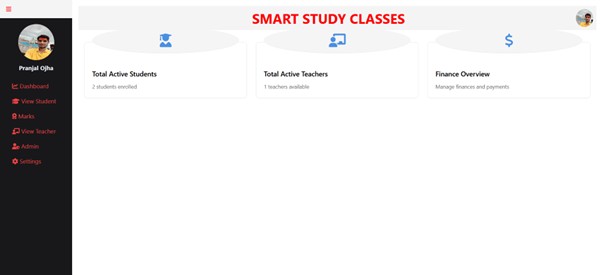 SMART STUDY CLASSES
Pranjal Ojha
Dashboard
View Student
Marks
View Teacher
Admin
Settings
Total Active Students
2 students enrolled
Total Active Teachers
1 teachers available
Finance Overview
Manage finances and payments